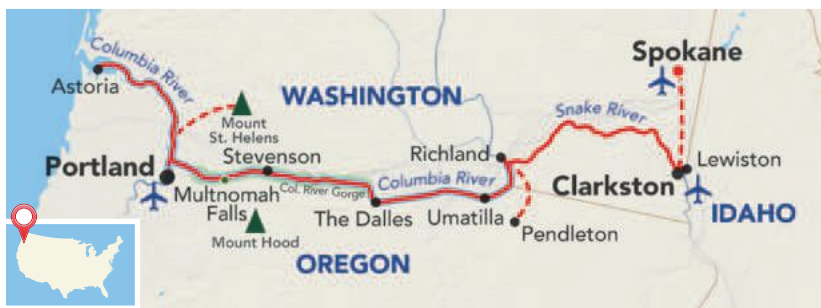 Columbia River
Astoria
Spokane
WASHINGTON
Mount
St. Helens
Snake River
Portland
Stevenson
Richland
Lewiston
Multnomah
Falls
Col. River Gorge
Columbia River
Clarkston
The Dalles
Umatilla
IDAHO
Mount Hood
Pendleton
OREGON